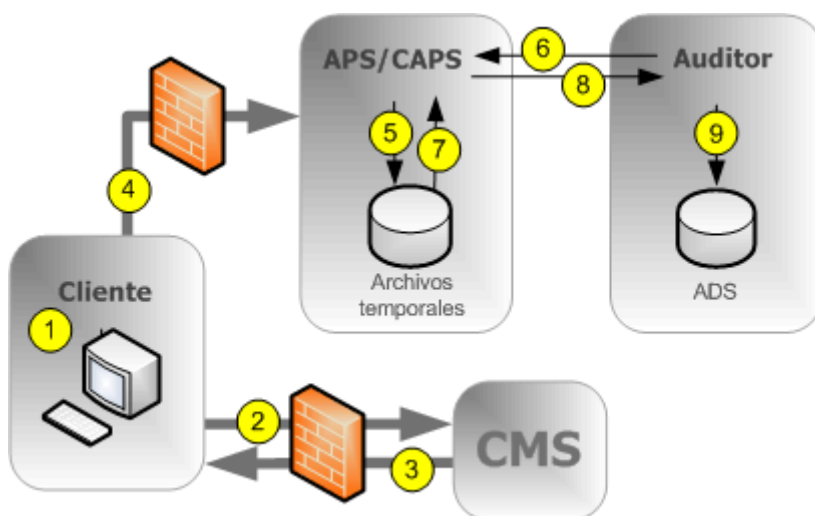 APS/CAPS
6
8
Auditor
5
7
9
4
Archivos
temporales
ADS
Cliente
1
2
3
CMS